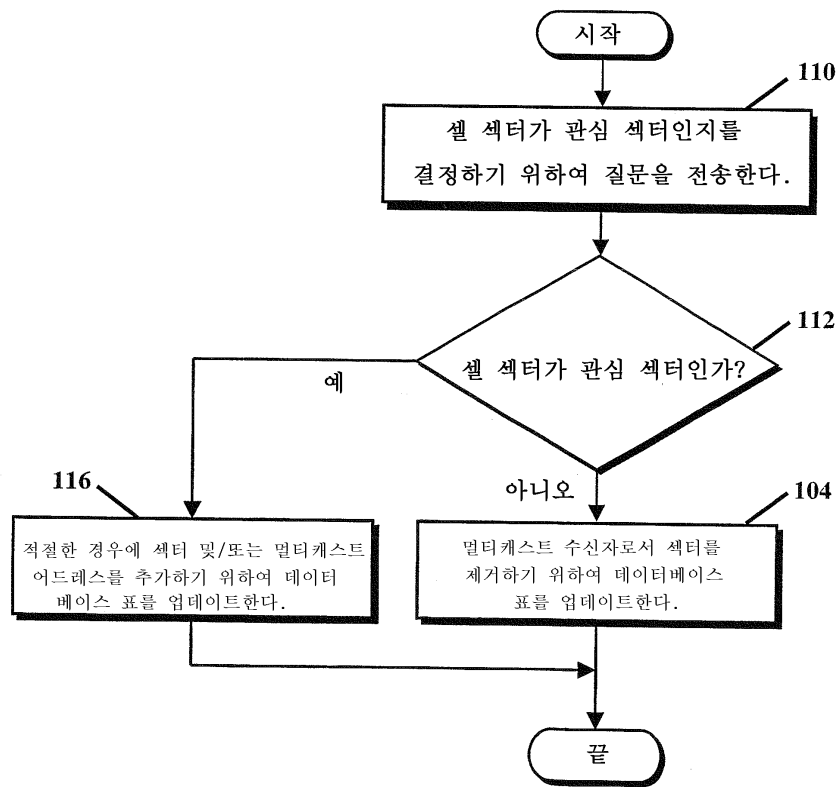 시작
110
셀 섹터가 관심 섹터인지를
결정하기 위하여 질문을 전송한다.
112
셀 섹터가 관심 섹터인가?
예
아니오
116
적절한 경우에 섹터 및/또는 멀티캐스트
어드레스를 추가하기 위하여 데이터
베이스 표를 업데이트한다.
104
멀티캐스트 수신자로서 섹터를
제거하기 위하여 데이터베이스
표를 업데이트한다.
끝